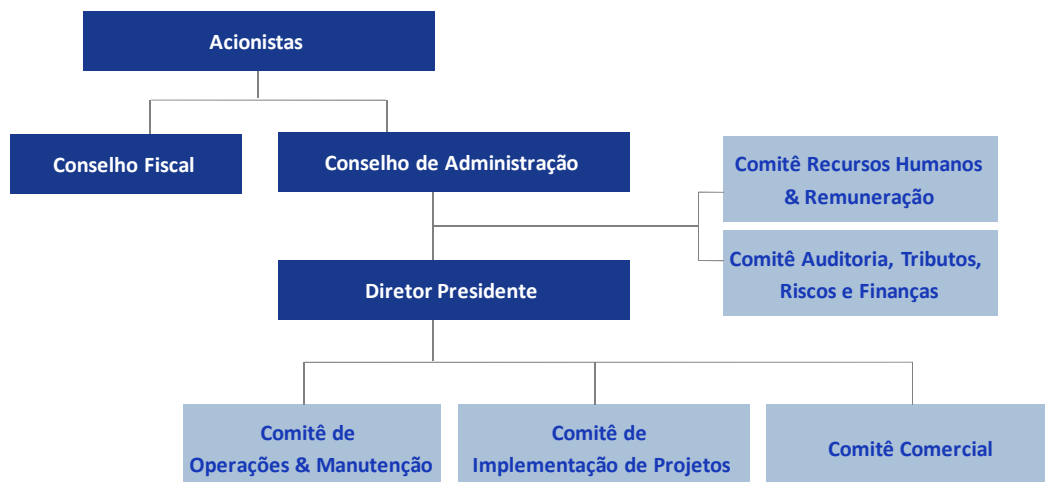 Acionistas
Conselho Fiscal
Conselho de Administração
Comitê Recursos Humanos
& Remuneração
Comitê Auditoria, Tributos,
Riscos e Finanças
Diretor Presidente
Comitê de
Operações & Manutenção
Comitê de
Implementação de Projetos
Comitê Comercial